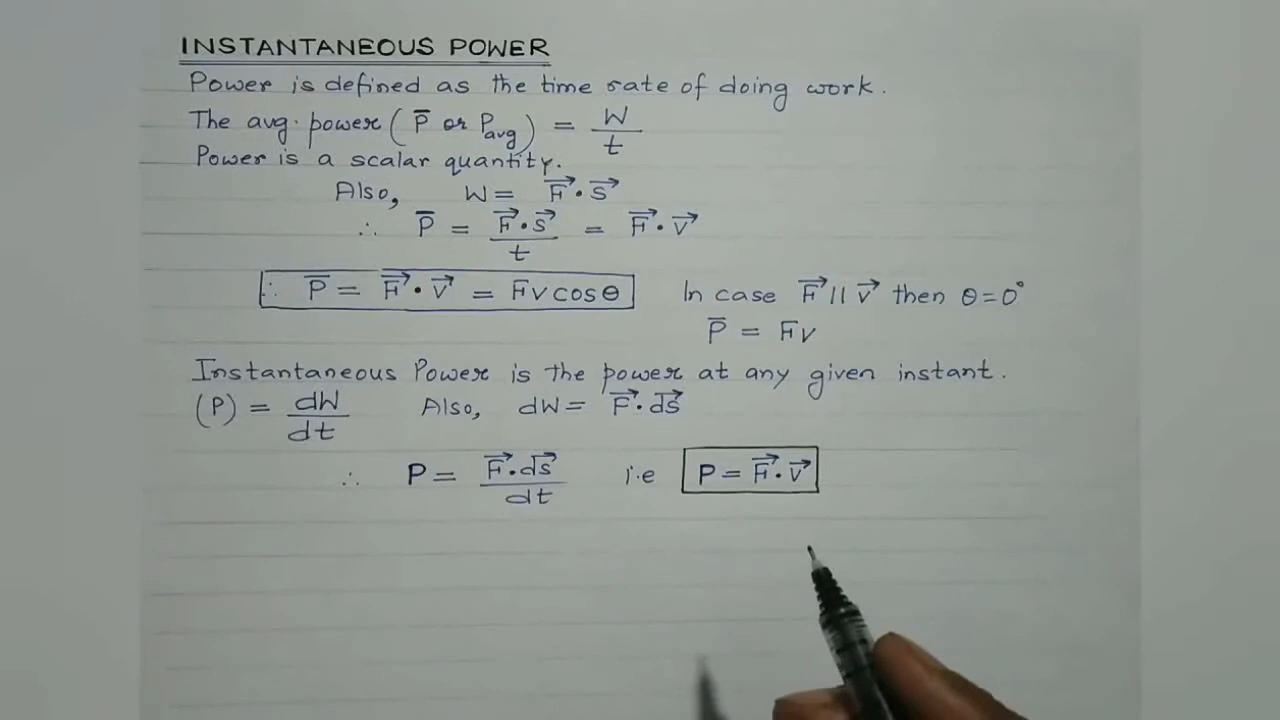 INSTANTANEOUS POWER
Power is defined as the time rate of doing work.
The avg. power (P̅ or Pavg) = W/t
Power is a scalar quantity.
Also, W = F⃗ · s⃗
∴ P̅ = F⃗ · s⃗/t = F⃗ · v⃗
∴ P̅ = F⃗ · v⃗ = Fv cosθ In case F⃗ || v⃗ then θ = 0°
P̅ = Fv
Instantaneous Power is the power at any given instant.
(P) = dW/dt Also, dW = F⃗ · ds⃗
∴ P = F⃗ · ds⃗/dt i.e P = F⃗ · v⃗